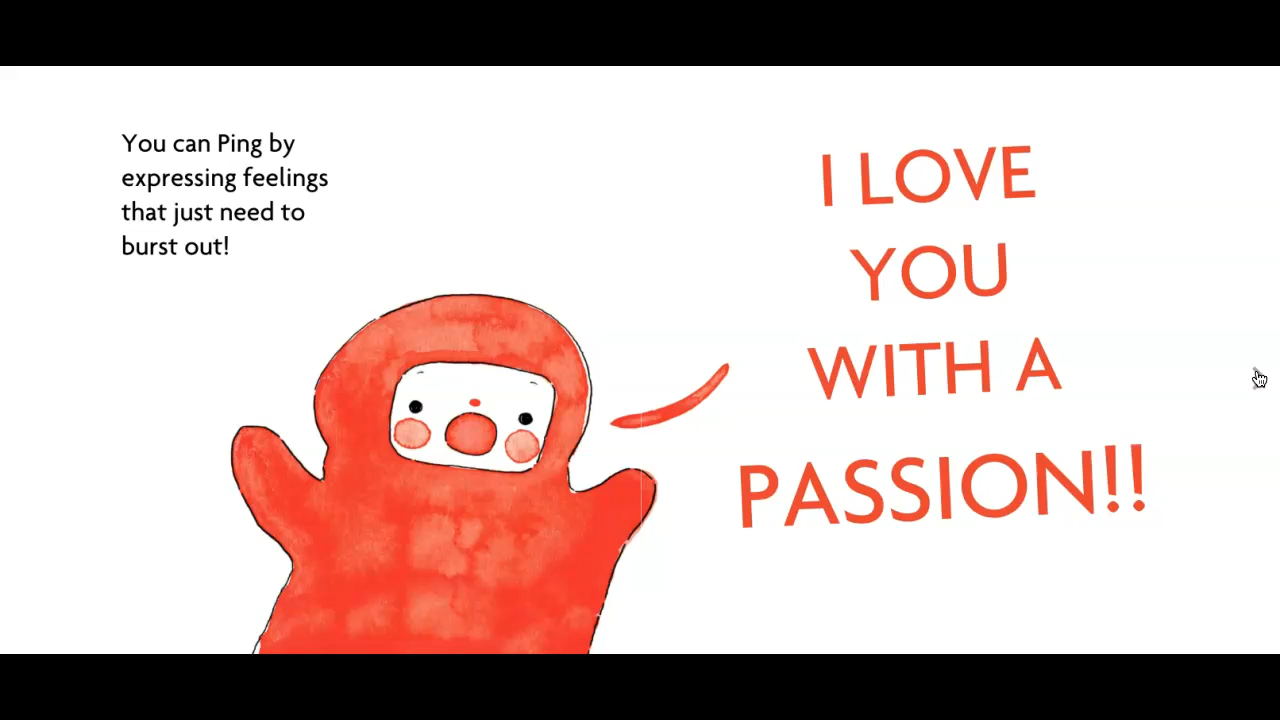 You can Ping by
expressing feelings
that just need to
burst out!
I LOVE
YOU
WITH A
PASSION!!